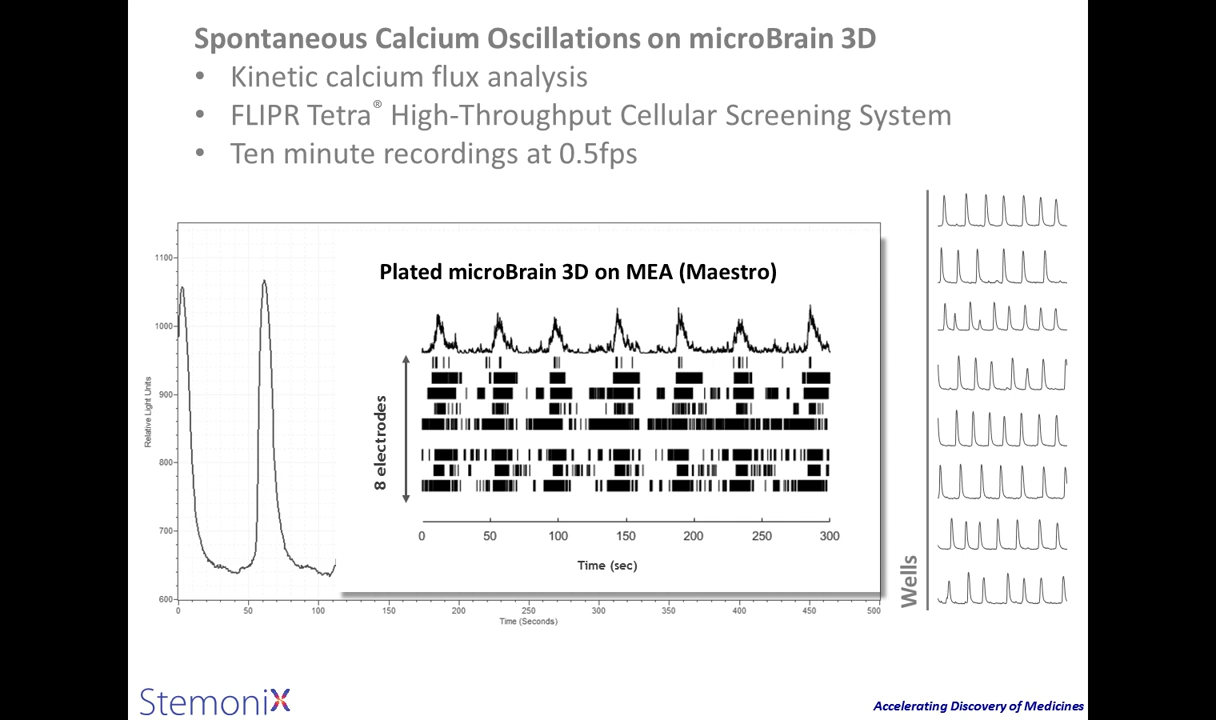 Spontaneous Calcium Oscillations on microBrain 3D
• Kinetic calcium flux analysis
• FLIPR Tetra® High-Throughput Cellular Screening System
• Ten minute recordings at 0.5fps
Relative Light Units
1100
1000
900
800
700
600
0 50 100 150 200 250 300 350 400 450 500
Time (Seconds)
Plated microBrain 3D on MEA (Maestro)
8 electrodes
0 50 100 150 200 250 300
Time (sec)
Wells
StemoniX
Accelerating Discovery of Medicines